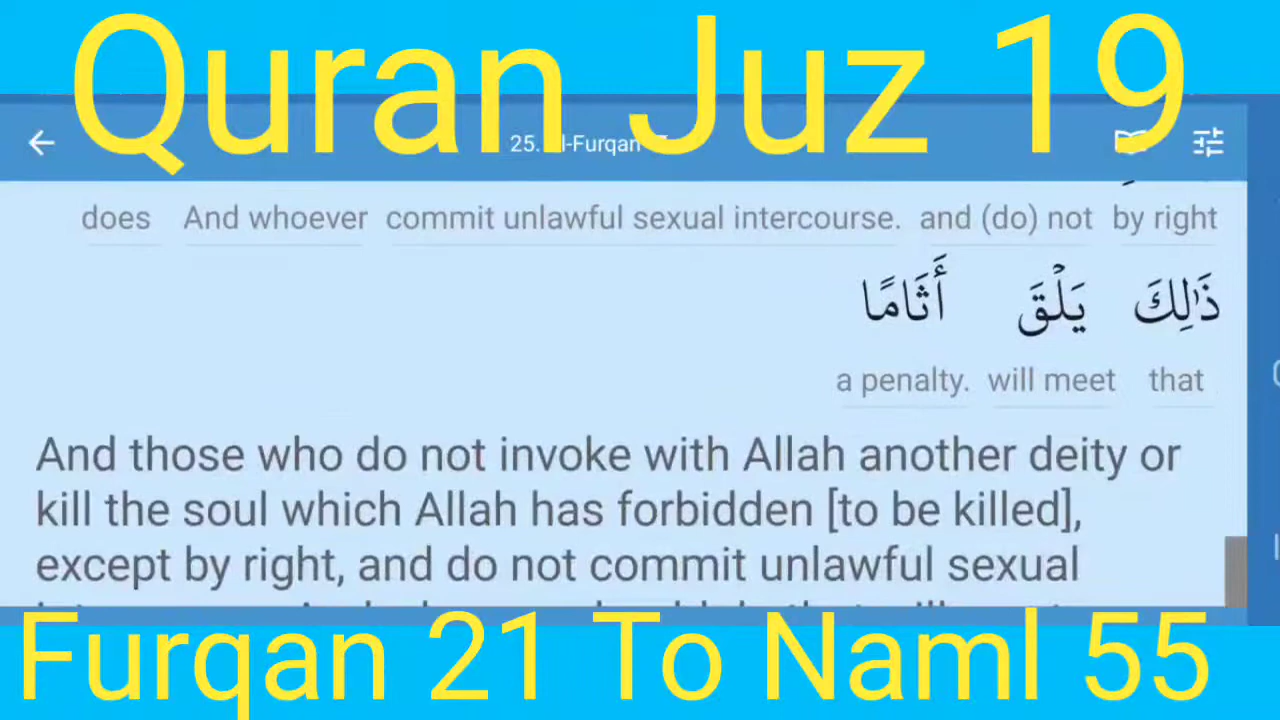 Quran Juz 19
25. Al-Furqan
does And whoever commit unlawful sexual intercourse. and (do) not by right
ذَٰلِكَ يَلْقَ أَثَامًا
a penalty. will meet that
And those who do not invoke with Allah another deity or
kill the soul which Allah has forbidden [to be killed],
except by right, and do not commit unlawful sexual
Furqan 21 To Naml 55